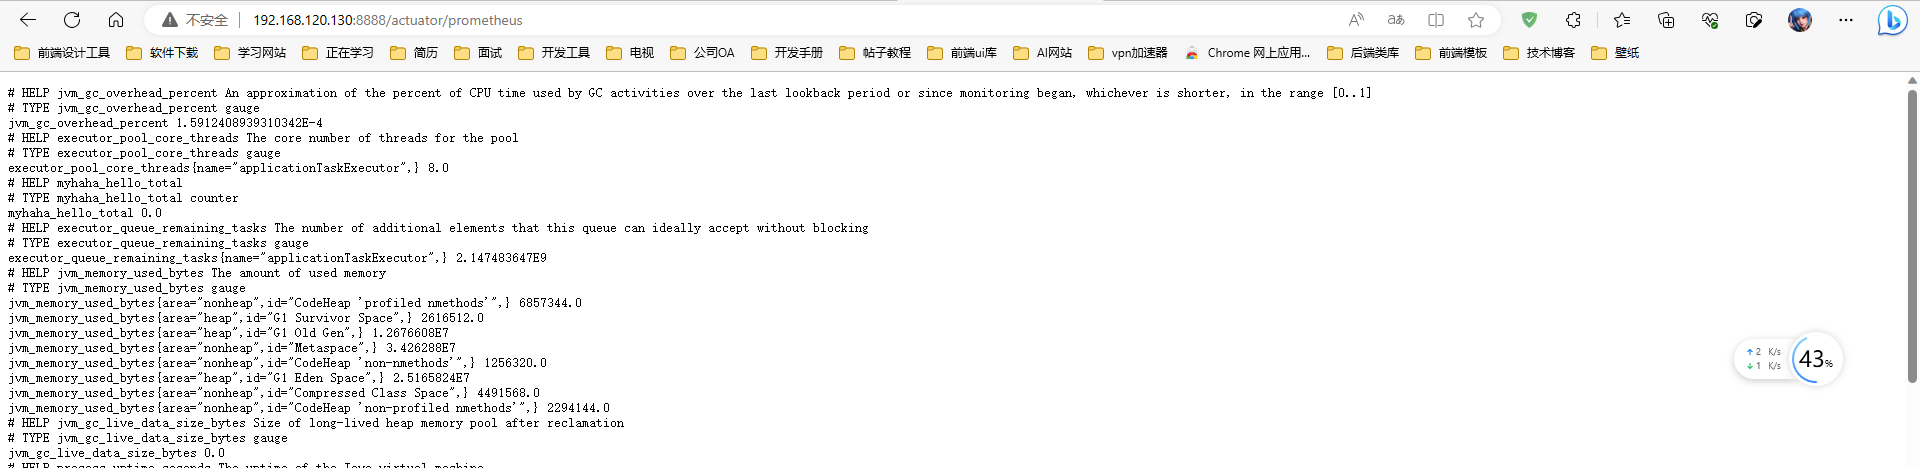 不安全 192.168.120.130:8888/actuator/prometheus
前端设计工具 软件下载 学习网站 正在学习 简历 面试 开发工具 电视 公司OA 开发手册 帖子教程 前端ui库 AI网站 vpn加速器 Chrome 网上应用... 后端类库 前端模板 技术博客 壁纸
# HELP jvm_gc_overhead_percent An approximation of the percent of CPU time used by GC activities over the last lookback period or since monitoring began, whichever is shorter, in the range [0..1]
# TYPE jvm_gc_overhead_percent gauge
jvm_gc_overhead_percent 1.5912408939310342E-4
# HELP executor_pool_core_threads The core number of threads for the pool
# TYPE executor_pool_core_threads gauge
executor_pool_core_threads{name="applicationTaskExecutor",} 8.0
# HELP myhaha_hello_total
# TYPE myhaha_hello_total counter
myhaha_hello_total 0.0
# HELP executor_queue_remaining_tasks The number of additional elements that this queue can ideally accept without blocking
# TYPE executor_queue_remaining_tasks gauge
executor_queue_remaining_tasks{name="applicationTaskExecutor",} 2.147483647E9
# HELP jvm_memory_used_bytes The amount of used memory
# TYPE jvm_memory_used_bytes gauge
jvm_memory_used_bytes{area="nonheap",id="CodeHeap 'profiled nmethods'",} 6857344.0
jvm_memory_used_bytes{area="heap",id="G1 Survivor Space",} 2616512.0
jvm_memory_used_bytes{area="heap",id="G1 Old Gen",} 1.2676608E7
jvm_memory_used_bytes{area="nonheap",id="Metaspace",} 3.426288E7
jvm_memory_used_bytes{area="nonheap",id="CodeHeap 'non-nmethods'",} 1256320.0
jvm_memory_used_bytes{area="heap",id="G1 Eden Space",} 2.5165824E7
jvm_memory_used_bytes{area="nonheap",id="Compressed Class Space",} 4491568.0
jvm_memory_used_bytes{area="nonheap",id="CodeHeap 'non-profiled nmethods'",} 2294144.0
# HELP jvm_gc_live_data_size_bytes Size of long-lived heap memory pool after reclamation
# TYPE jvm_gc_live_data_size_bytes gauge
jvm_gc_live_data_size_bytes 0.0
# HELP process_uptime_seconds The uptime of the Java virtual machine
↑ 2 K/s
↓ 1 K/s
43%